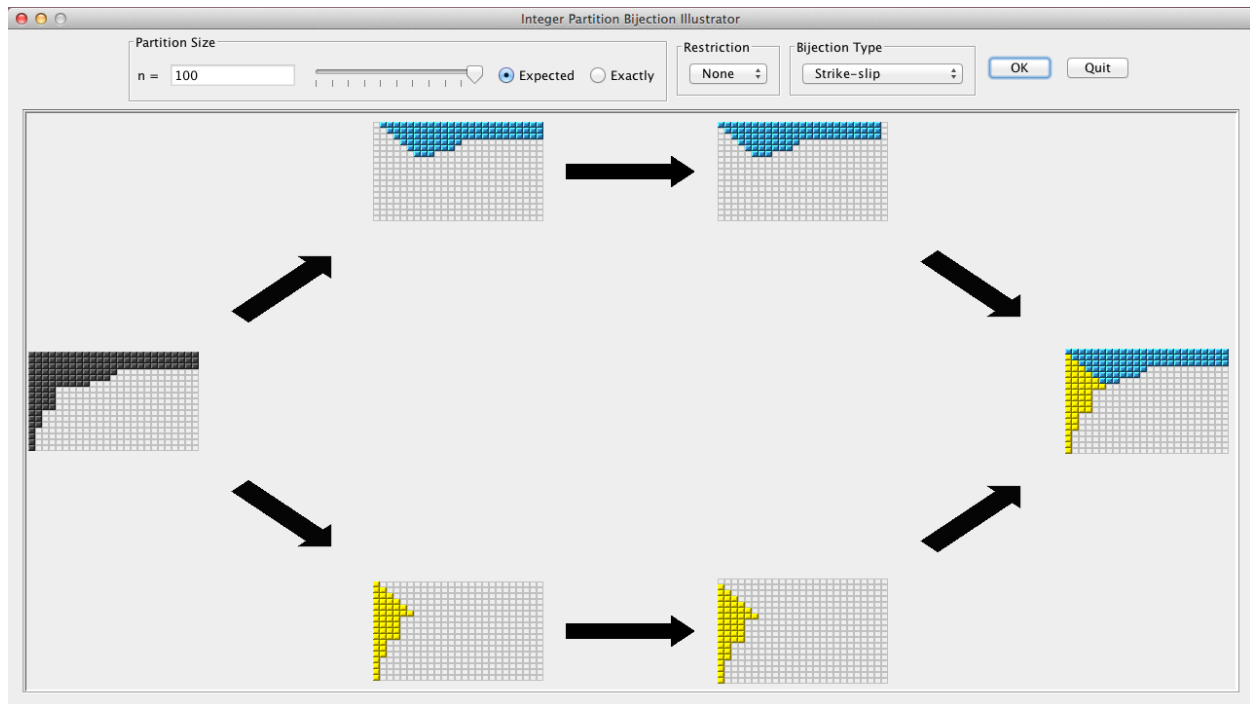 Integer Partition Bijection Illustrator
Partition Size
n = 100
Expected
Exactly
Restriction
None
Bijection Type
Strike-slip
OK
Quit